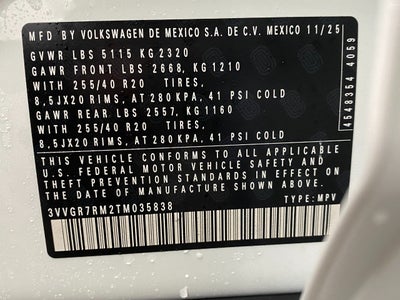 MFD BY VOLKSWAGEN DE MEXICO S.A. DE C.V. MEXICO 11/25
GVWR LBS 5115 KG 2320
GAWR FRONT LBS 2668, KG 1210
WITH 255/40 R20 TIRES,
8,5JX20 RIMS, AT 280 KPA, 41 PSI COLD
GAWR REAR LBS 2557, KG 1160
WITH 255/40 R20 TIRES,
8,5JX20 RIMS, AT 280 KPA, 41 PSI COLD
THIS VEHICLE CONFORMS TO ALL APPLICABLE
U.S. FEDERAL MOTOR VEHICLE SAFETY AND
THEFT PREVENTION STANDARDS IN EFFECT ON
THE DATE OF MANUFACTURE SHOWN ABOVE.
3VVGR7RM2TM035838 TYPE: MPV
4548354 4059